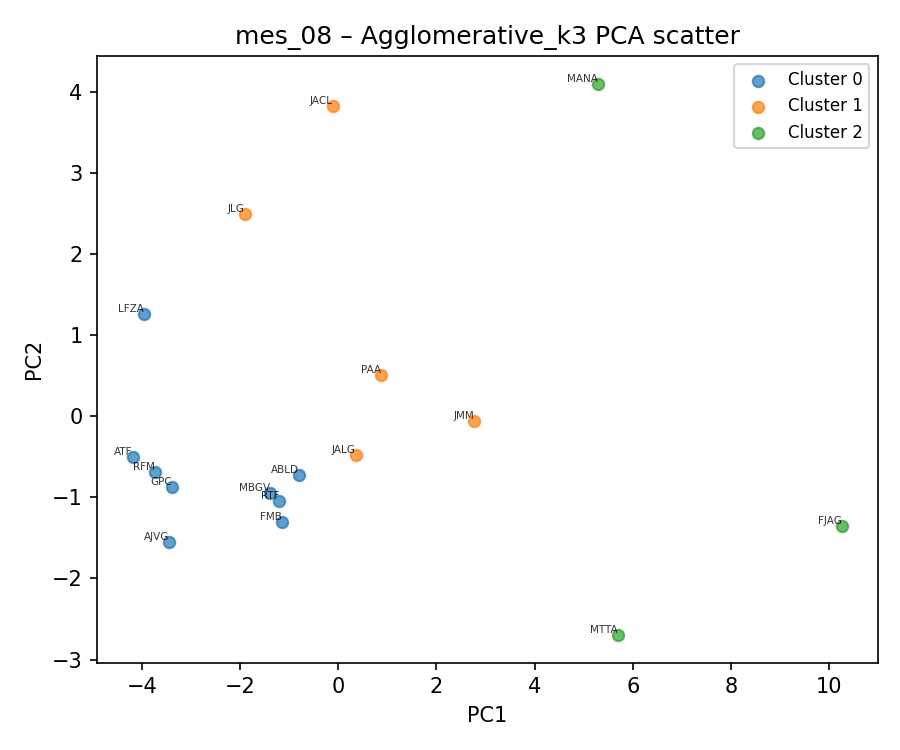 mes_08 – Agglomerative_k3 PCA scatter
Cluster 0
Cluster 1
Cluster 2
MANA
JACL
JLG
LFZA
PAA
JMM
JALG
ATF
RFM
GPC
ABLD
MBGV
RTF
FMB
AJVG
FJAG
MTTA
4
3
2
1
0
−1
−2
−3
PC2
−4
−2
0
2
4
6
8
10
PC1